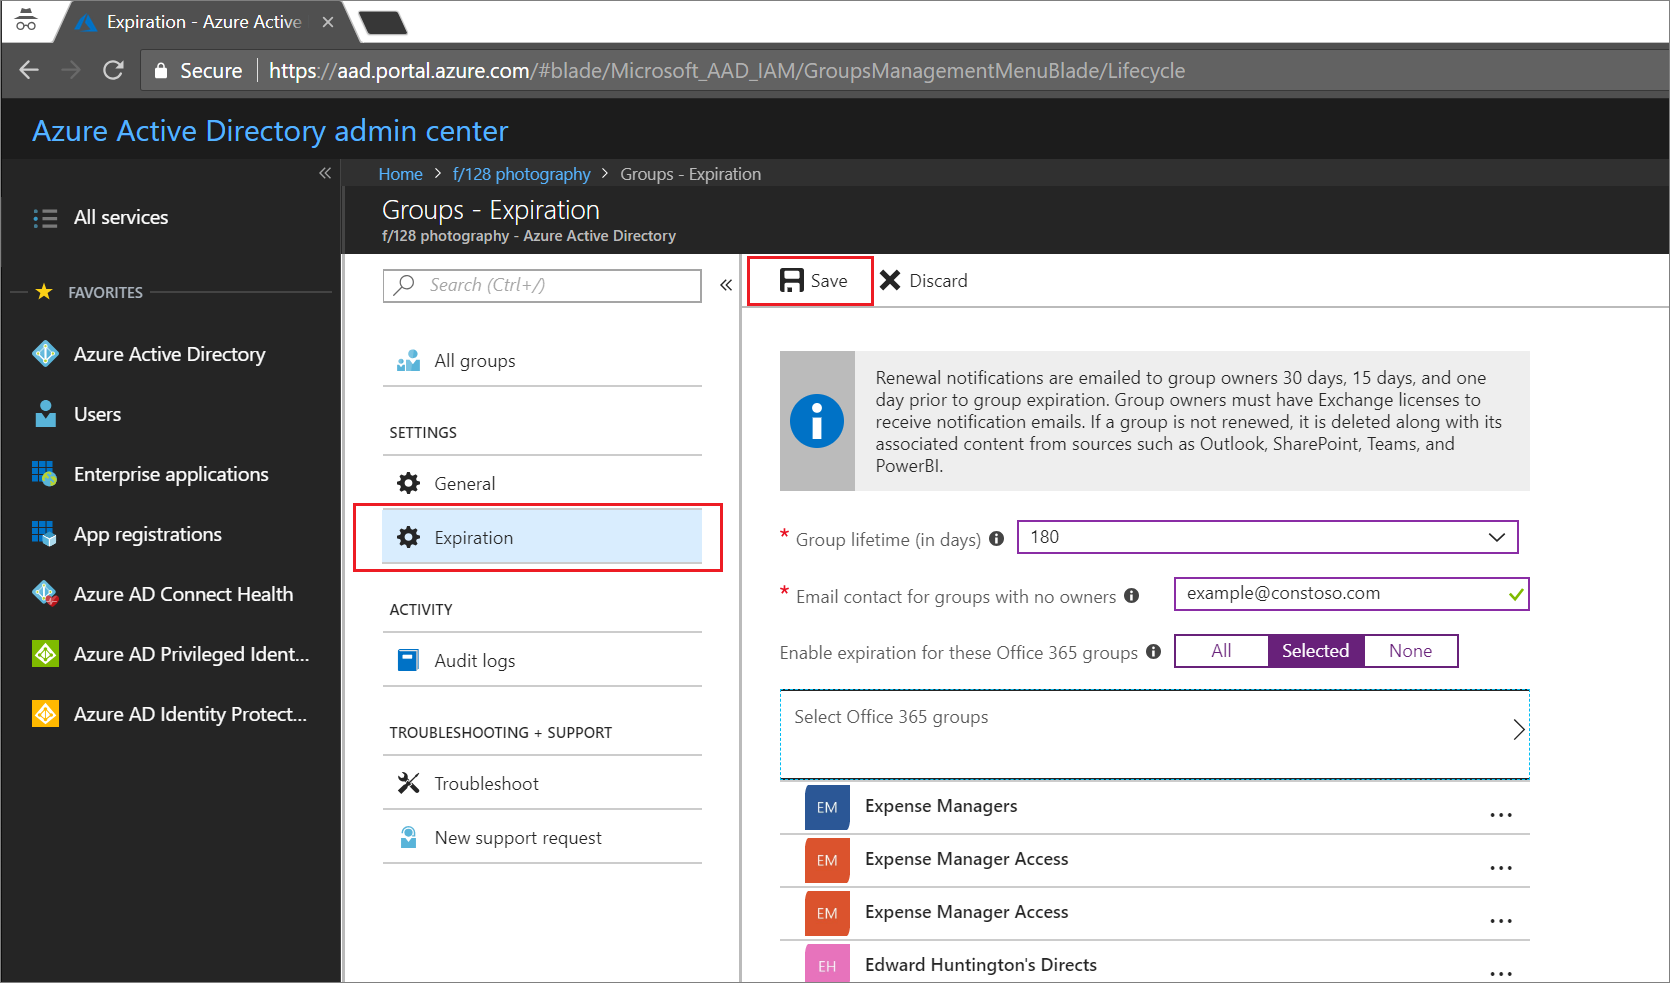 Expiration - Azure Active
Secure
https://aad.portal.azure.com/#blade/Microsoft_AAD_IAM/GroupsManagementMenuBlade/Lifecycle
Azure Active Directory admin center
All services
FAVORITES
Azure Active Directory
Users
Enterprise applications
App registrations
Azure AD Connect Health
Azure AD Privileged Ident...
Azure AD Identity Protect...
Home > f/128 photography > Groups - Expiration
Groups - Expiration
f/128 photography - Azure Active Directory
Search (Ctrl+/)
All groups
SETTINGS
General
Expiration
ACTIVITY
Audit logs
TROUBLESHOOTING + SUPPORT
Troubleshoot
New support request
Save
Discard
Renewal notifications are emailed to group owners 30 days, 15 days, and one
day prior to group expiration. Group owners must have Exchange licenses to
receive notification emails. If a group is not renewed, it is deleted along with its
associated content from sources such as Outlook, SharePoint, Teams, and
PowerBI.
* Group lifetime (in days)
180
* Email contact for groups with no owners
example@constoso.com
Enable expiration for these Office 365 groups
All
Selected
None
Select Office 365 groups
EM
Expense Managers
EM
Expense Manager Access
EM
Expense Manager Access
EH
Edward Huntington's Directs